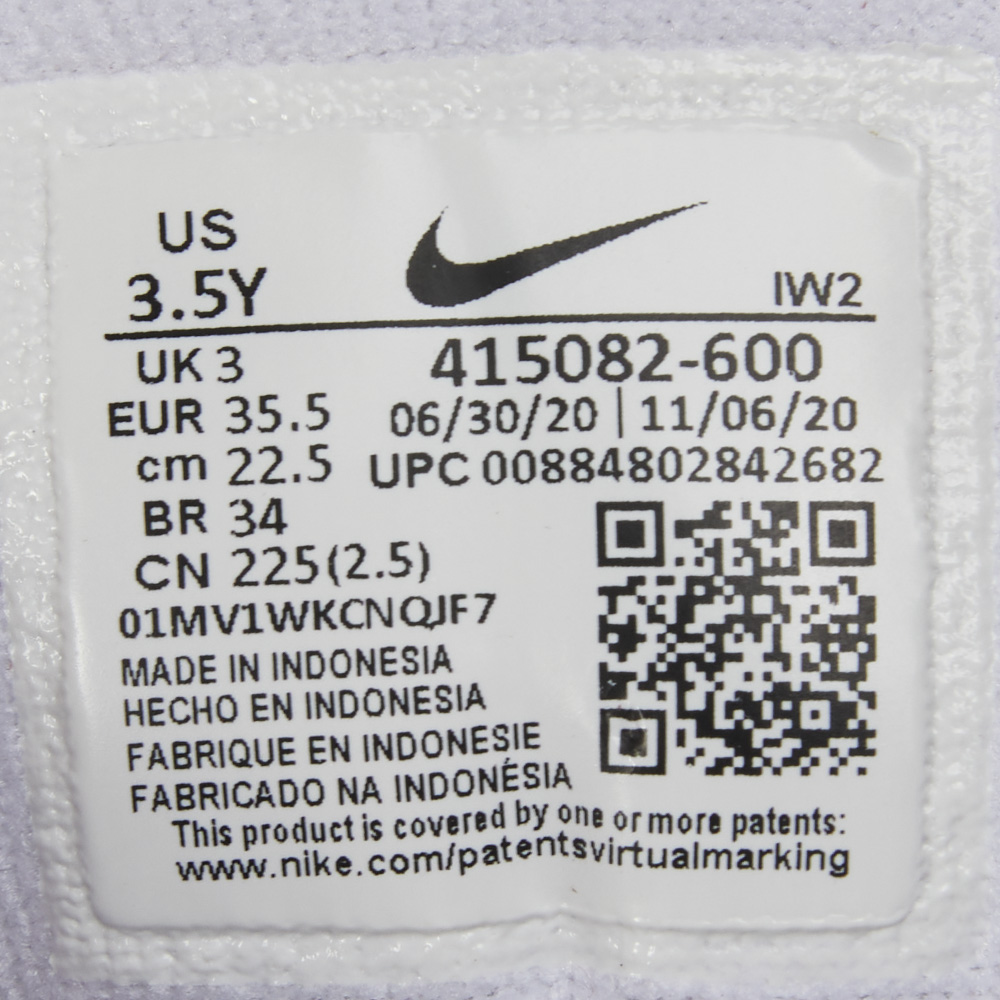 US
3.5Y
IW2
UK 3
415082-600
EUR 35.5
06/30/20 | 11/06/20
cm 22.5
UPC 00884802842682
BR 34
CN 225(2.5)
01MV1WKCNQJF7
MADE IN INDONESIA
HECHO EN INDONESIA
FABRIQUE EN INDONESIE
FABRICADO NA INDONÉSIA
This product is covered by one or more patents:
www.nike.com/patentsvirtualmarking